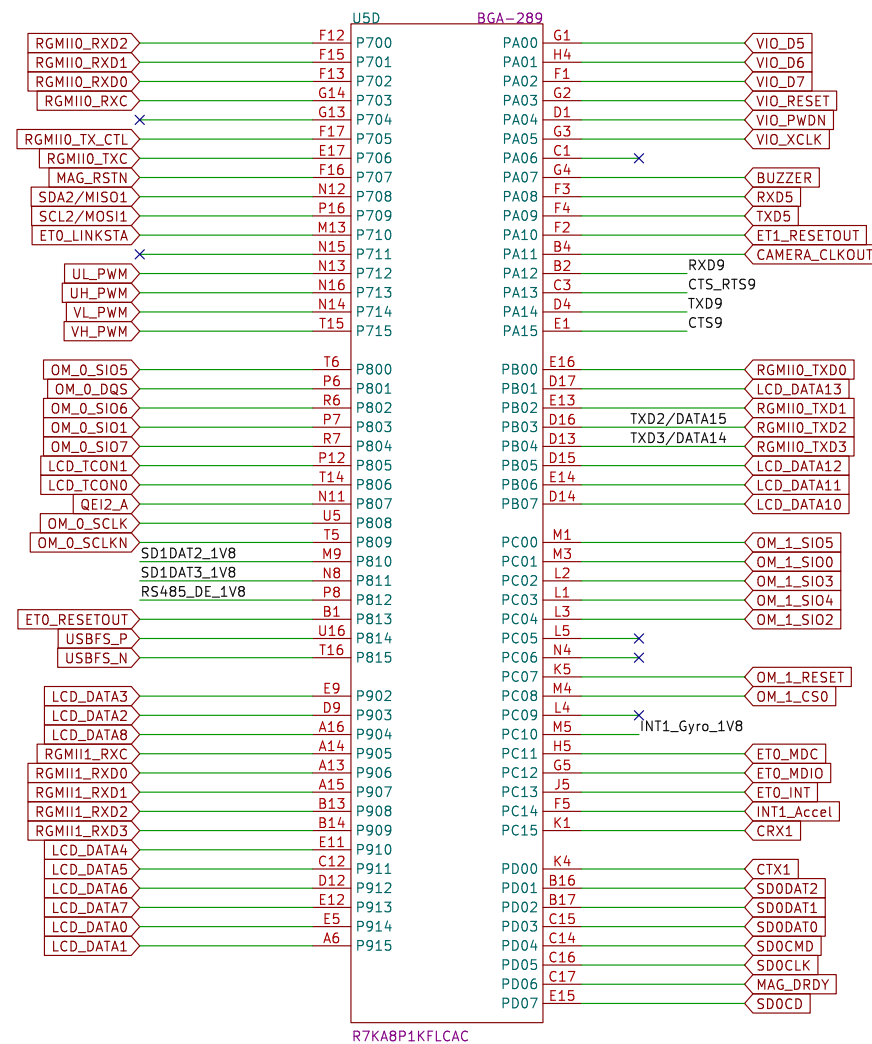 U5D BGA-289
RGMII0_RXD2 F12 P700 PA00 G1 VIO_D5
RGMII0_RXD1 F15 P701 PA01 H4 VIO_D6
RGMII0_RXD0 F13 P702 PA02 F1 VIO_D7
RGMII0_RXC G14 P703 PA03 G2 VIO_RESET
G13 P704 PA04 D1 VIO_PWDN
RGMII0_TX_CTL F17 P705 PA05 G3 VIO_XCLK
RGMII0_TXC E17 P706 PA06 C1
MAG_RSTN F16 P707 PA07 G4 BUZZER
SDA2/MISO1 N12 P708 PA08 F3 RXD5
SCL2/MOSI1 P16 P709 PA09 F4 TXD5
ET0_LINKSTA M13 P710 PA10 F2 ET1_RESETOUT
N15 P711 PA11 B4 CAMERA_CLKOUT
UL_PWM N13 P712 PA12 B2 RXD9
UH_PWM N16 P713 PA13 C3 CTS_RTS9
VL_PWM N14 P714 PA14 D4 TXD9
VH_PWM T15 P715 PA15 E1 CTS9
OM_0_SIO5 T6 P800 PB00 E16 RGMII0_TXD0
OM_0_DQS P6 P801 PB01 D17 LCD_DATA13
OM_0_SIO6 R6 P802 PB02 E13 RGMII0_TXD1
OM_0_SIO1 P7 P803 PB03 D16 TXD2/DATA15 RGMII0_TXD2
OM_0_SIO7 R7 P804 PB04 D13 TXD3/DATA14 RGMII0_TXD3
LCD_TCON1 P12 P805 PB05 D15 LCD_DATA12
LCD_TCON0 T14 P806 PB06 E14 LCD_DATA11
QEI2_A N11 P807 PB07 D14 LCD_DATA10
OM_0_SCLK U5 P808
OM_0_SCLKN T5 P809 PC00 M1 OM_1_SIO5
SD1DAT2_1V8 M9 P810 PC01 M3 OM_1_SIO0
SD1DAT3_1V8 N8 P811 PC02 L2 OM_1_SIO3
RS485_DE_1V8 P8 P812 PC03 L1 OM_1_SIO4
ET0_RESETOUT B1 P813 PC04 L3 OM_1_SIO2
USBFS_P U16 P814 PC05 L5
USBFS_N T16 P815 PC06 N4
PC07 K5 OM_1_RESET
LCD_DATA3 E9 P902 PC08 M4 OM_1_CS0
LCD_DATA2 D9 P903 PC09 L4
LCD_DATA8 A16 P904 PC10 M5 INT1_Gyro_1V8
RGMII1_RXC A14 P905 PC11 H5 ET0_MDC
RGMII1_RXD0 A13 P906 PC12 G5 ET0_MDIO
RGMII1_RXD1 A15 P907 PC13 J5 ET0_INT
RGMII1_RXD2 B13 P908 PC14 F5 INT1_Accel
RGMII1_RXD3 B14 P909 PC15 K1 CRX1
LCD_DATA4 E11 P910
LCD_DATA5 C12 P911 PD00 K4 CTX1
LCD_DATA6 D12 P912 PD01 B16 SD0DAT2
LCD_DATA7 E12 P913 PD02 B17 SD0DAT1
LCD_DATA0 E5 P914 PD03 C15 SD0DAT0
LCD_DATA1 A6 P915 PD04 C14 SD0CMD
PD05 C16 SD0CLK
PD06 C17 MAG_DRDY
PD07 E15 SD0CD
R7KA8P1KFLCAC